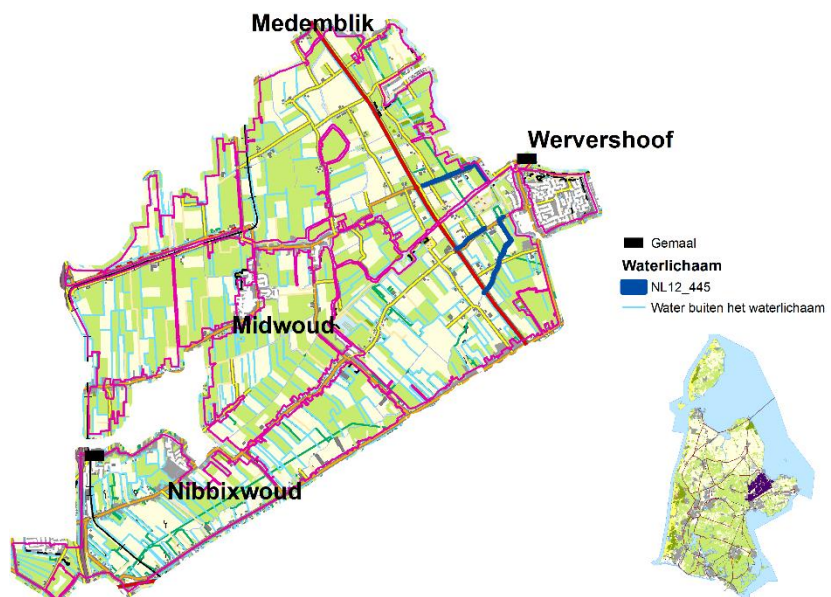 Medemblik
Wervershoof
Gemaal
Waterlichaam
NL12_445
Water buiten het waterlichaam
Midwoud
Nibbixwoud